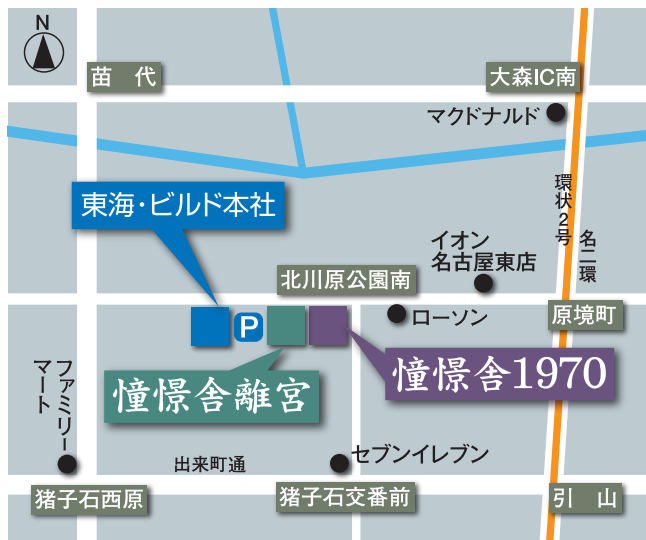 N
苗代
大森IC南
マクドナルド
環状2号
名二環
東海・ビルド本社
イオン
名古屋東店
北川原公園南
P
ローソン
原境町
憧憬舎離宮
憧憬舎1970
ファミリー
マート
出来町通
セブンイレブン
猪子石西原
猪子石交番前
引山